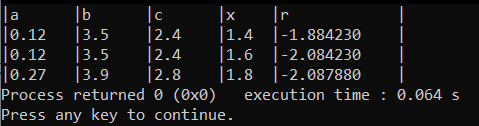 |a |b |c |x |r |
|0.12 |3.5 |2.4 |1.4 |-1.884230 |
|0.12 |3.5 |2.4 |1.6 |-2.084230 |
|0.27 |3.9 |2.8 |1.8 |-2.087880 |
Process returned 0 (0x0) execution time : 0.064 s
Press any key to continue.